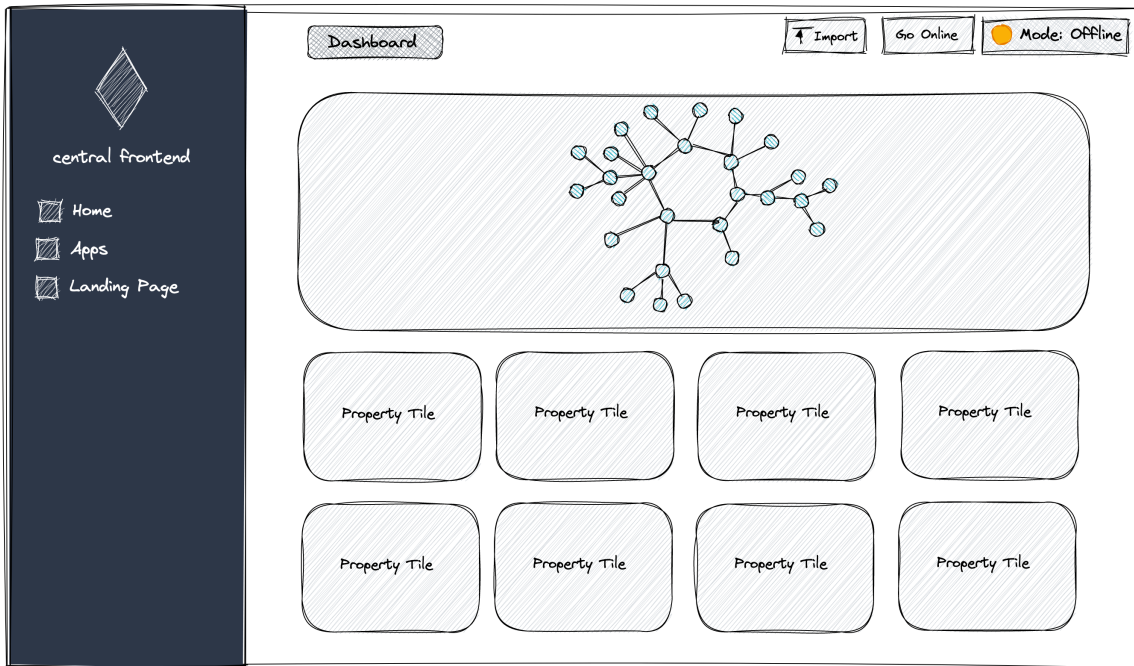 Dashboard
Import
Go Online
Mode: Offline
central frontend
Home
Apps
Landing Page
Property Tile
Property Tile
Property Tile
Property Tile
Property Tile
Property Tile
Property Tile
Property Tile